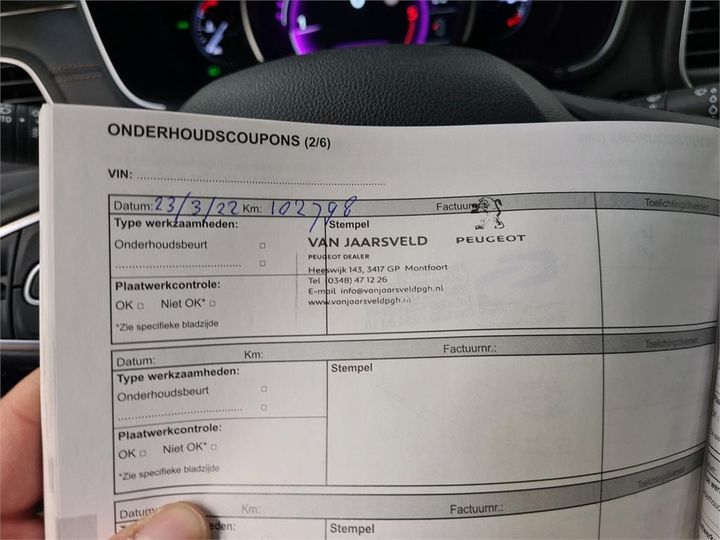 ONDERHOUDSCOUPONS (2/6)
VIN:
Datum: 23/3/22 Km: 102798 Factuurnr.: Toelichting/diversen
Type werkzaamheden: Stempel
Onderhoudsbeurt
VAN JAARSVELD PEUGEOT
PEUGEOT DEALER
Heeswijk 143, 3417 GP Montfoort
Tel (0348) 47 12 26
E-mail info@vanjaarsveldpgh.nl
www.vanjaarsveldpgh.nl
Plaatwerkcontrole:
OK □ Niet OK* □
*Zie specifieke bladzijde
Datum: Km: Factuurnr.: Toelichting/diversen
Type werkzaamheden: Stempel
Onderhoudsbeurt □
Plaatwerkcontrole:
OK □ Niet OK* □
*Zie specifieke bladzijde
Datum: Km: Factuurnr.: Toelichting/diversen
Stempel